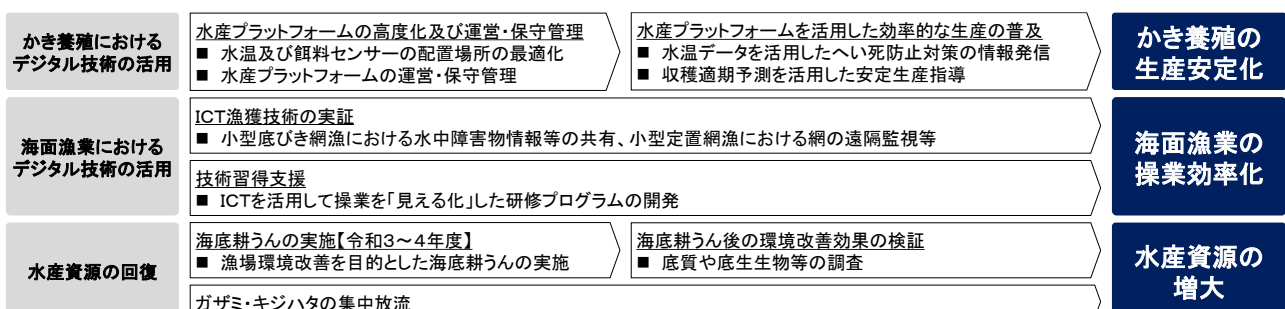 かき養殖における
デジタル技術の活用
水産プラットフォームの高度化及び運営・保守管理
■ 水温及び餌料センサーの配置場所の最適化
■ 水産プラットフォームの運営・保守管理
水産プラットフォームを活用した効率的な生産の普及
■ 水温データを活用したへい死防止対策の情報発信
■ 収穫適期予測を活用した安定生産指導
かき養殖の
生産安定化
海面漁業における
デジタル技術の活用
ICT漁獲技術の実証
■ 小型底びき網漁における水中障害物情報等の共有、小型定置網漁における網の遠隔監視等
技術習得支援
■ ICTを活用して操業を「見える化」した研修プログラムの開発
海面漁業の
操業効率化
水産資源の回復
海底耕うんの実施【令和3~4年度】
■ 漁場環境改善を目的とした海底耕うんの実施
海底耕うん後の環境改善効果の検証
■ 底質や底生生物等の調査
ガザミ・キジハタの集中放流
水産資源の
増大